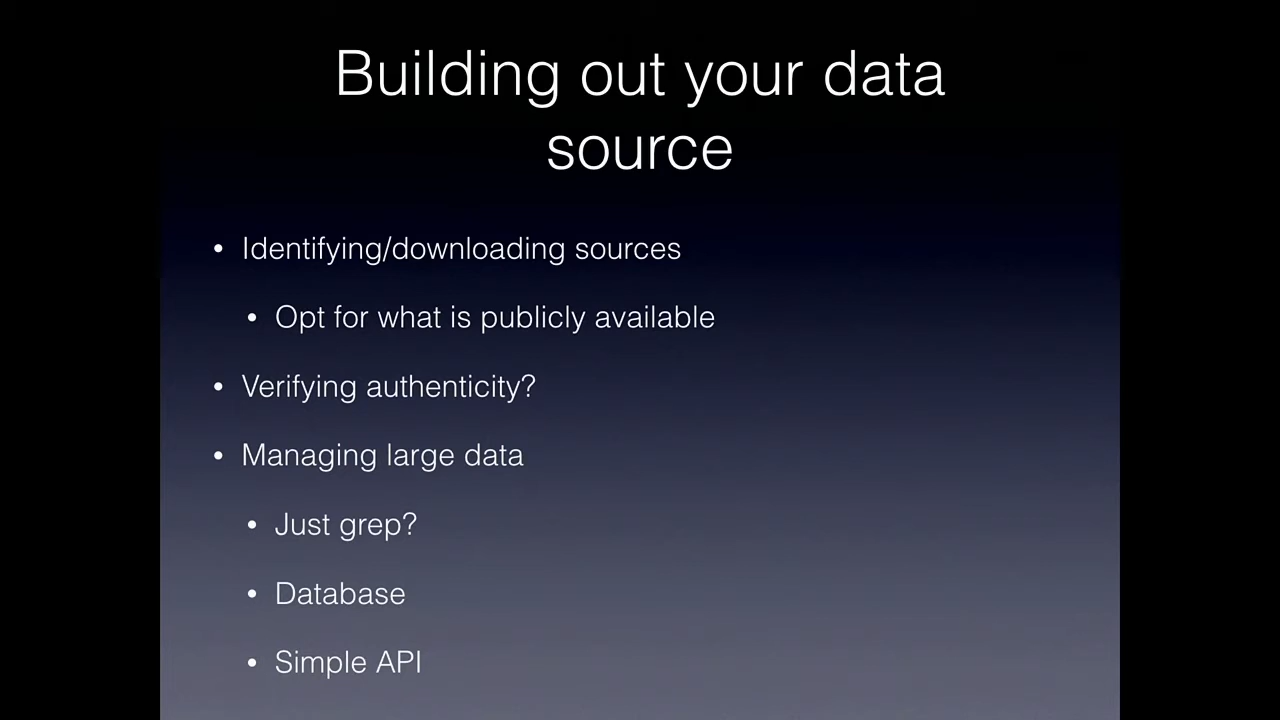 Building out your data
source
• Identifying/downloading sources
• Opt for what is publicly available
• Verifying authenticity?
• Managing large data
• Just grep?
• Database
• Simple API